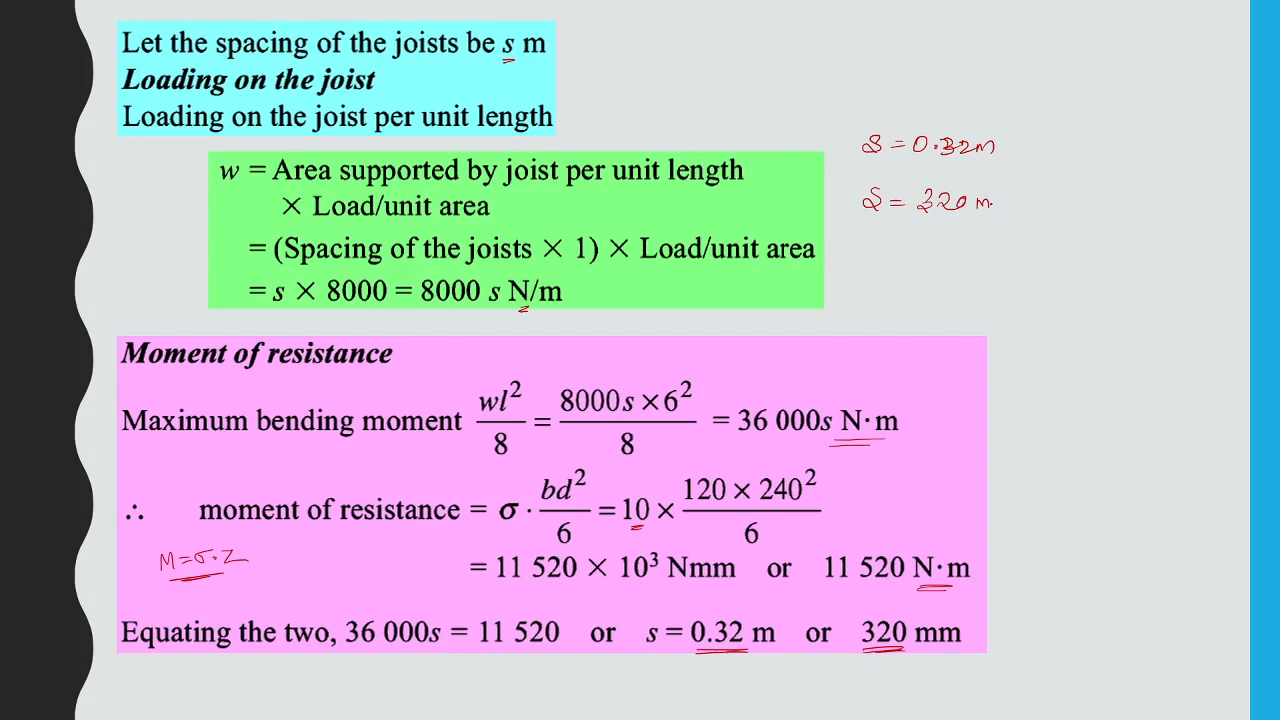 Let the spacing of the joists be s m
Loading on the joist
Loading on the joist per unit length
w = Area supported by joist per unit length
× Load/unit area
= (Spacing of the joists × 1) × Load/unit area
= s × 8000 = 8000 s N/m
S = 0.32m
S = 320 m.
Moment of resistance
Maximum bending moment wl²/8 = 8000s × 6²/8 = 36 000s N·m
∴ moment of resistance = σ · bd²/6 = 10 × 120 × 240²/6
M = σ·Z
= 11 520 × 10³ Nmm or 11 520 N·m
Equating the two, 36 000s = 11 520 or s = 0.32 m or 320 mm